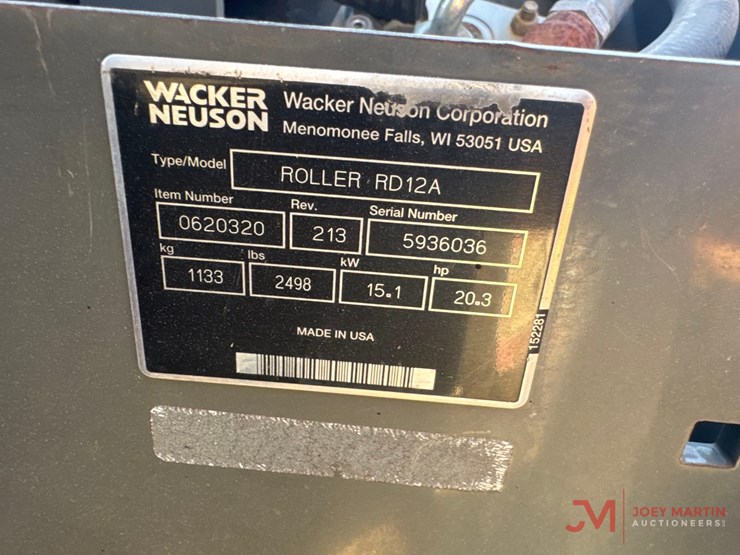 WACKER NEUSON
Wacker Neuson Corporation
Menomonee Falls, WI 53051 USA
Type/Model ROLLER RD12A
Item Number Rev. Serial Number
0620320 213 5936036
kg lbs kW hp
1133 2498 15.1 20.3
MADE IN USA
152281
JM JOEY MARTIN
AUCTIONEERS